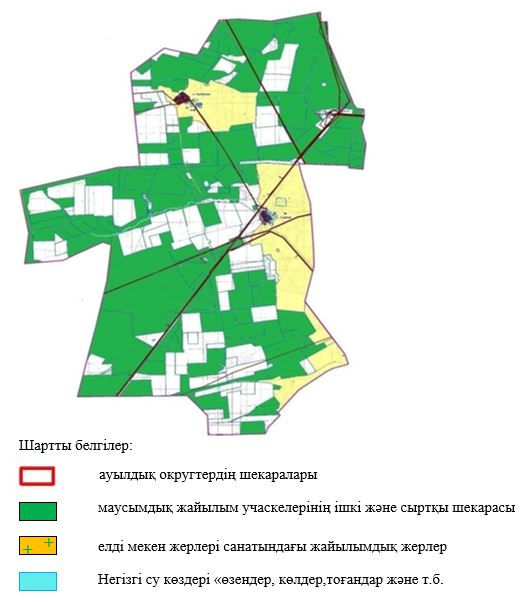 Шартты белгілер:
ауылдық округтердің шекаралары
маусымдық жайылым учаскелерінің ішкі және сыртқы шекарасы
елді мекен жерлері санатындағы жайылымдық жерлер
Негізгі су көздері «өзендер, көлдер,тоғандар және т.б.